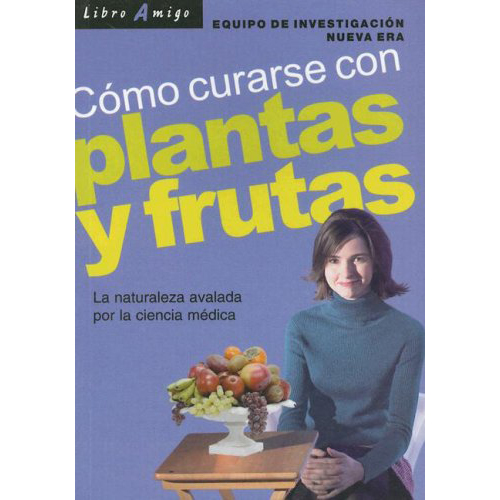 Libro Amigo
EQUIPO DE INVESTIGACIÓN
NUEVA ERA
Cómo curarse con
plantas
y frutas
La naturaleza avalada
por la ciencia médica